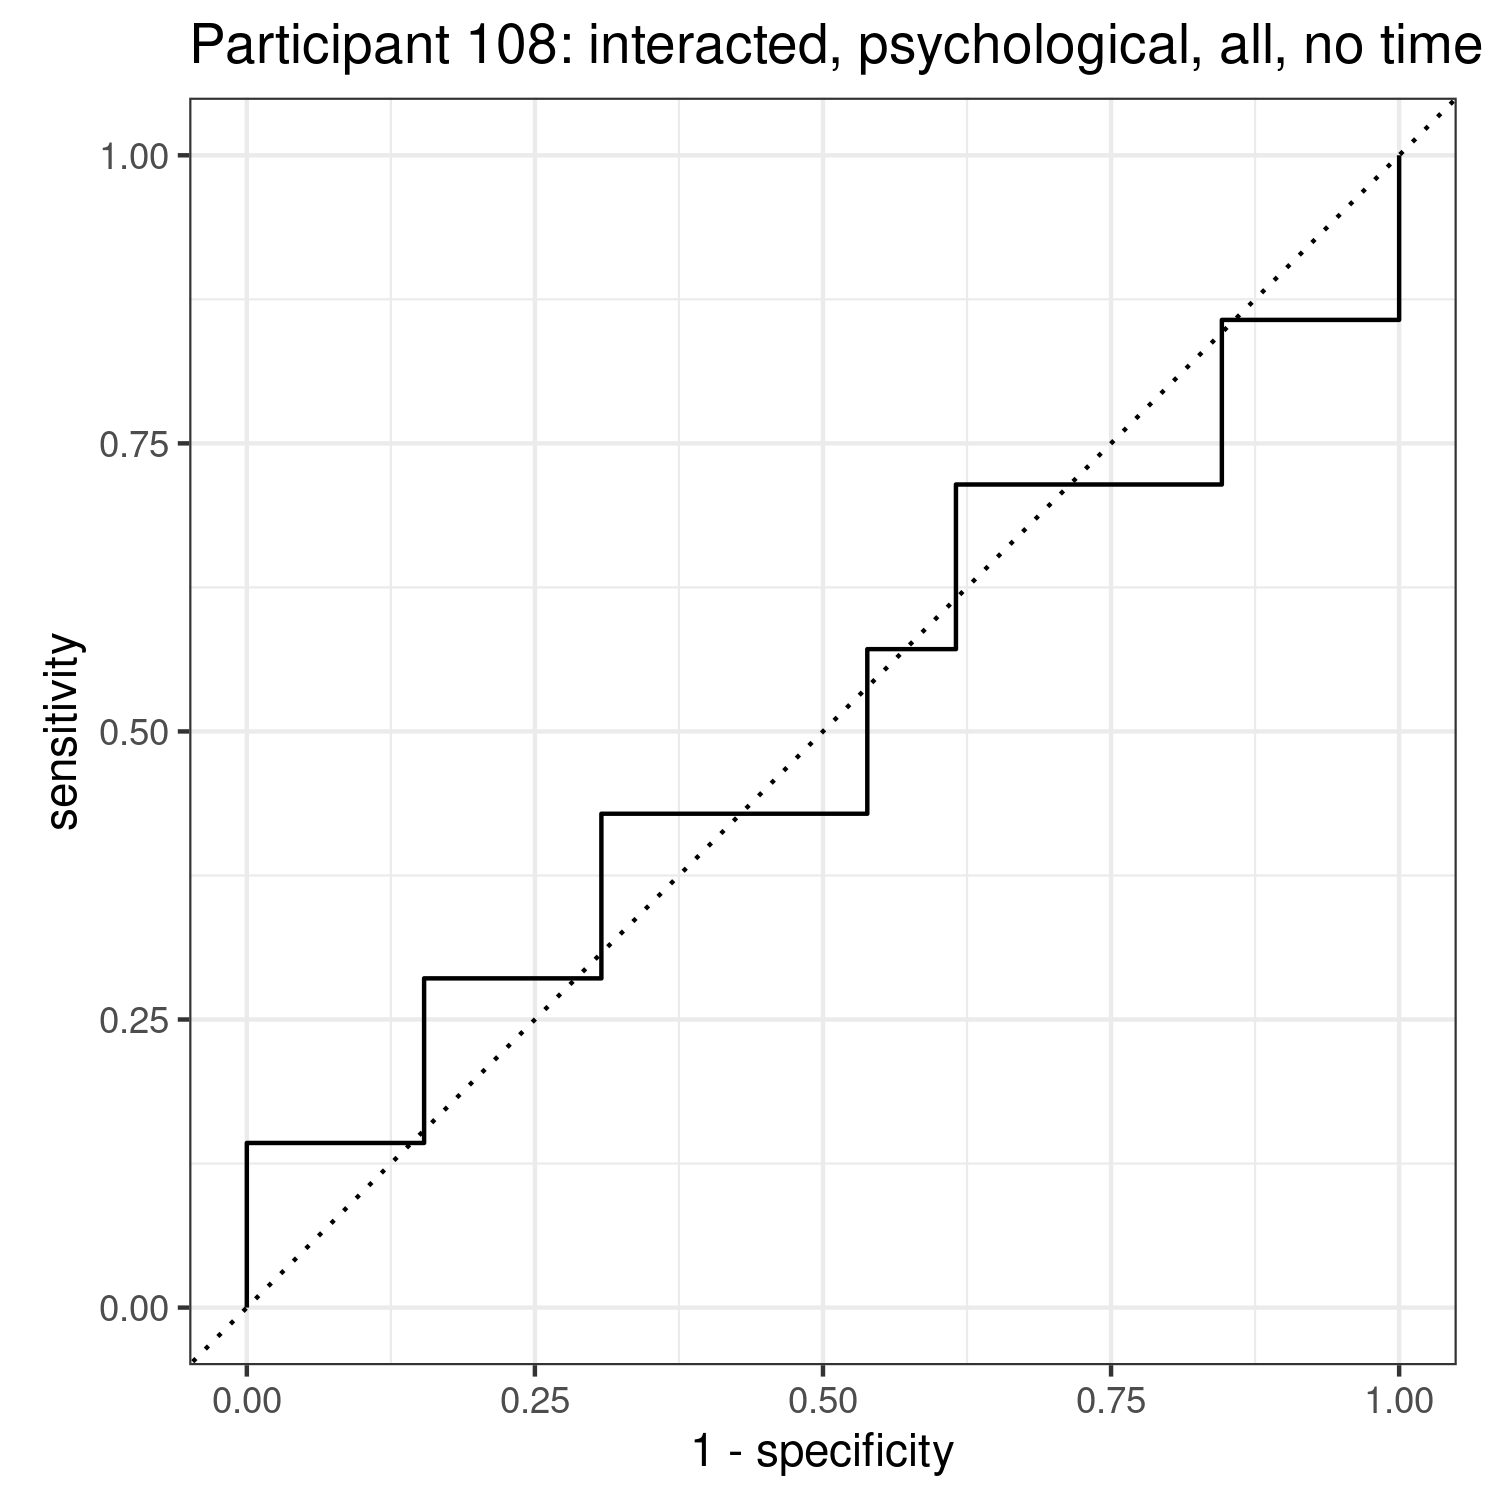 Participant 108: interacted, psychological, all, no time
1.00
0.75
0.50
0.25
0.00
sensitivity
0.00 0.25 0.50 0.75 1.00
1 - specificity